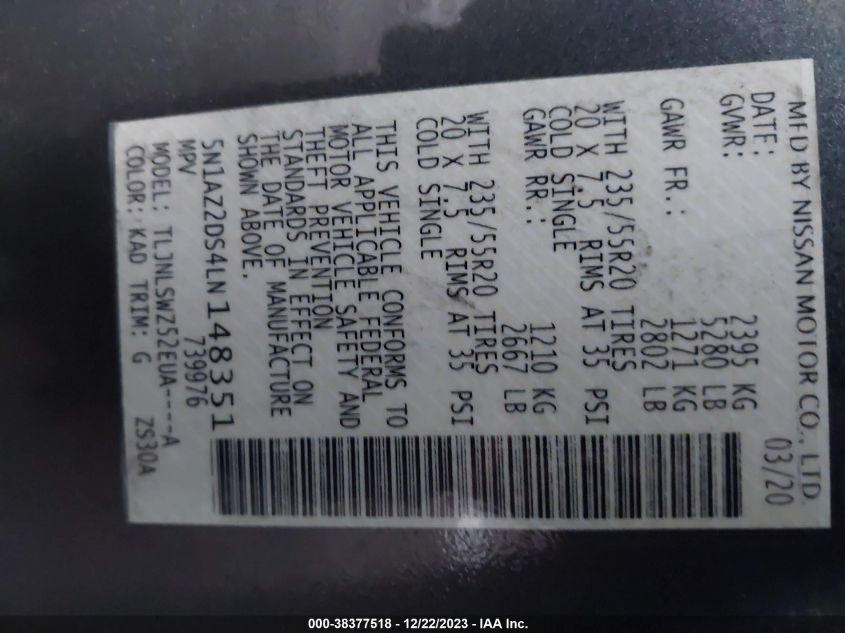 MFD BY NISSAN MOTOR CO., LTD
DATE: 03/20
GVWR: 2395 KG
5280 LB
GAWR FR.: 1271 KG
2802 LB
WITH 235/55R20 TIRES
20 X 7.5 RIMS AT 35 PSI
COLD SINGLE
GAWR RR.: 1210 KG
2667 LB
WITH 235/55R20 TIRES
20 X 7.5 RIMS AT 35 PSI
COLD SINGLE
THIS VEHICLE CONFORMS TO
ALL APPLICABLE FEDERAL
MOTOR VEHICLE SAFETY AND
THEFT PREVENTION
STANDARDS IN EFFECT ON
THE DATE OF MANUFACTURE
SHOWN ABOVE.
5N1AZ2DS4LN148351
MPV 739976
MODEL: TLJNLSWZ52EUA---A
COLOR: KAD TRIM: G ZS30A
000-38377518 - 12/22/2023 - IAA Inc.